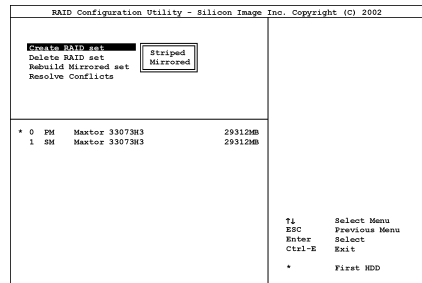 RAID Configuration Utility - Silicon Image Inc. Copyright (C) 2002
Create RAID set
Delete RAID set
Rebuild Mirrored set
Resolve Conflicts
Striped
Mirrored
* 0 PM Maxtor 33073H3 29312MB
1 SM Maxtor 33073H3 29312MB
↑↓ Select Menu
ESC Previous Menu
Enter Select
Ctrl-E Exit
* First HDD